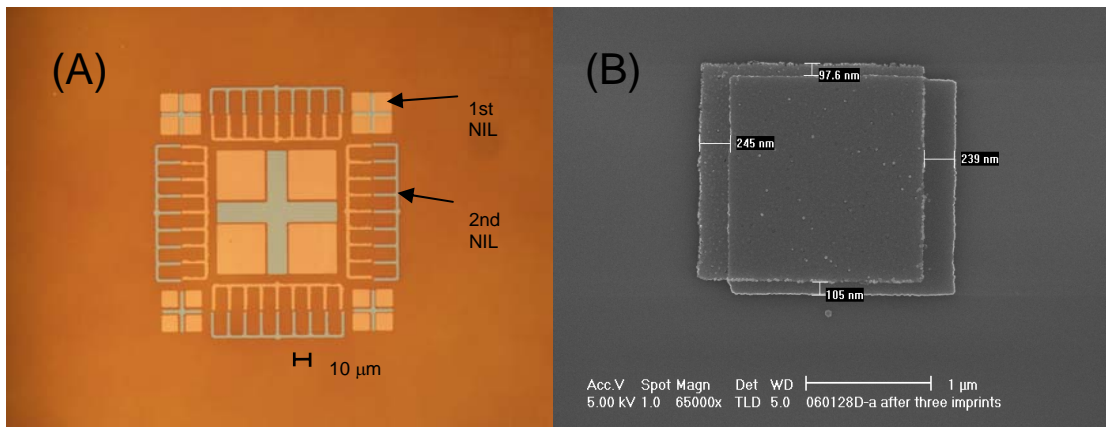 (A)
1st
NIL
2nd
NIL
10 μm
(B)
97.6 nm
245 nm
239 nm
105 nm
Acc.V Spot Magn Det WD 1 μm
5.00 kV 1.0 65000x TLD 5.0 060128D-a after three imprints